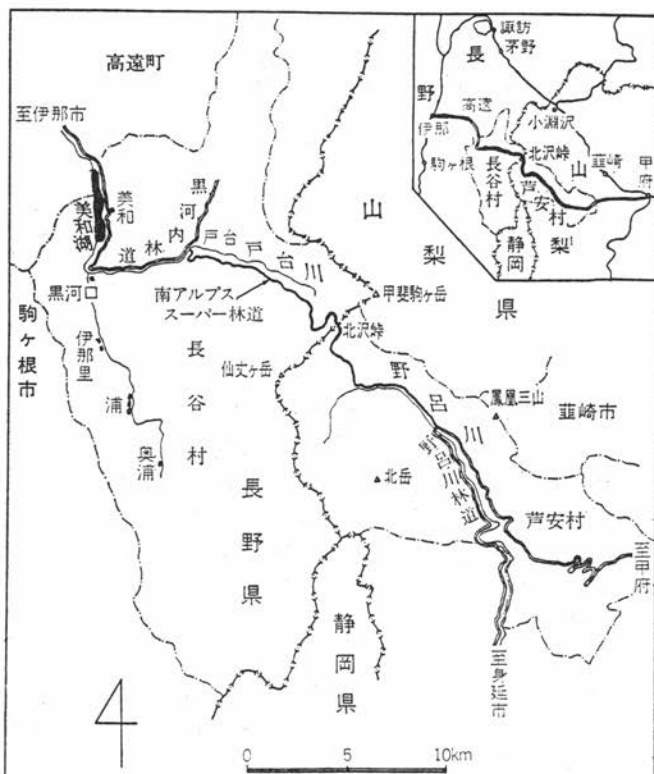 高遠町
至伊那市
美和湖
美和
黒河内林道
戸台
戸台川
黒河口
南アルプス
スーパー林道
伊那里
浦
奥浦
駒ヶ根市
長谷村
長野県
仙丈ヶ岳
北沢峠
甲斐駒ヶ岳
山梨県
野呂川
鳳凰三山
韮崎市
北岳
野呂川林道
芦安村
至甲府
至身延市
静岡県
0 5 10km
諏訪
茅野
長野
高遠
伊那
小淵沢
駒ヶ根
長谷村
北沢峠
韮崎
甲府
芦安村
山梨
静岡